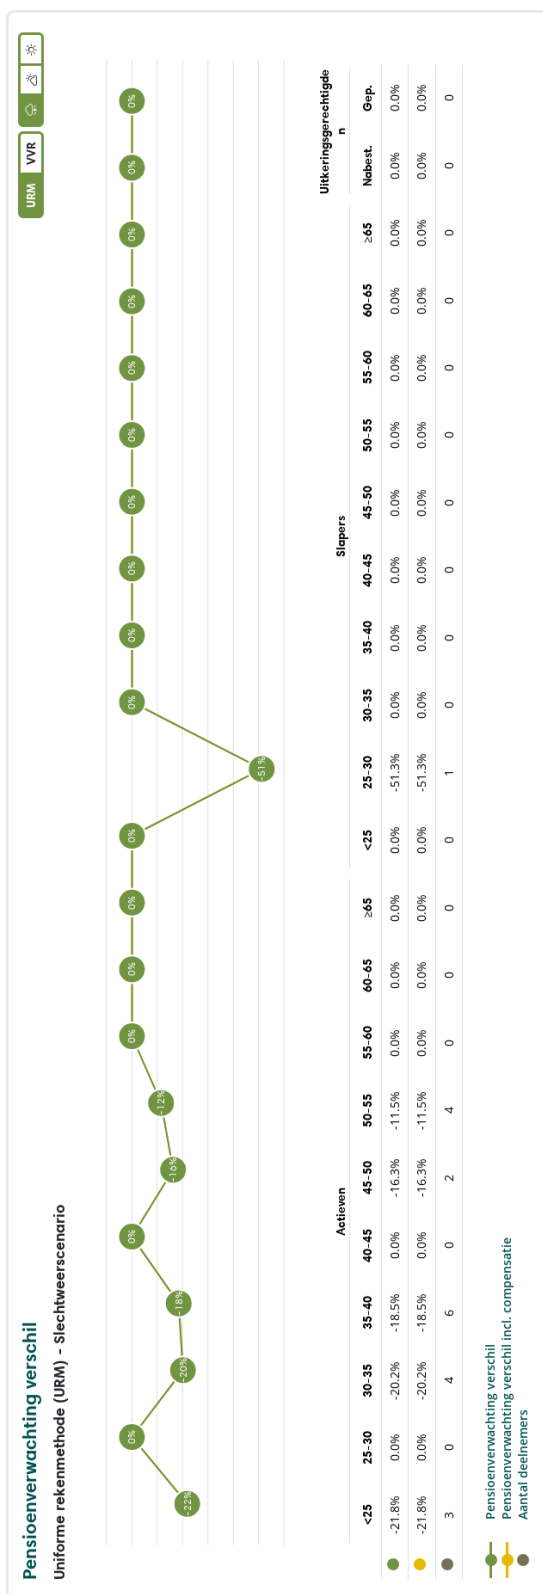 Pensioenverwachting verschil
Uniforme rekenmethode (URM) - Slechtweerscenario
URM VVR
-22% 0% -20% -18% 0% -16% -12% 0% 0% 0% 0% -51% 0% 0% 0% 0% 0% 0% 0% 0% 0% 0%
Actieven Slapers Uitkeringsgerechtigde
n
<25 25-30 30-35 35-40 40-45 45-50 50-55 55-60 60-65 ≥65 <25 25-30 30-35 35-40 40-45 45-50 50-55 55-60 60-65 ≥65 Nabest. Gep.
-21.8% 0.0% -20.2% -18.5% 0.0% -16.3% -11.5% 0.0% 0.0% 0.0% 0.0% -51.3% 0.0% 0.0% 0.0% 0.0% 0.0% 0.0% 0.0% 0.0% 0.0% 0.0%
-21.8% 0.0% -20.2% -18.5% 0.0% -16.3% -11.5% 0.0% 0.0% 0.0% 0.0% -51.3% 0.0% 0.0% 0.0% 0.0% 0.0% 0.0% 0.0% 0.0% 0.0% 0.0%
3 0 4 6 0 2 4 0 0 0 0 1 0 0 0 0 0 0 0 0 0 0
Pensioenverwachting verschil
Pensioenverwachting verschil incl. compensatie
Aantal deelnemers